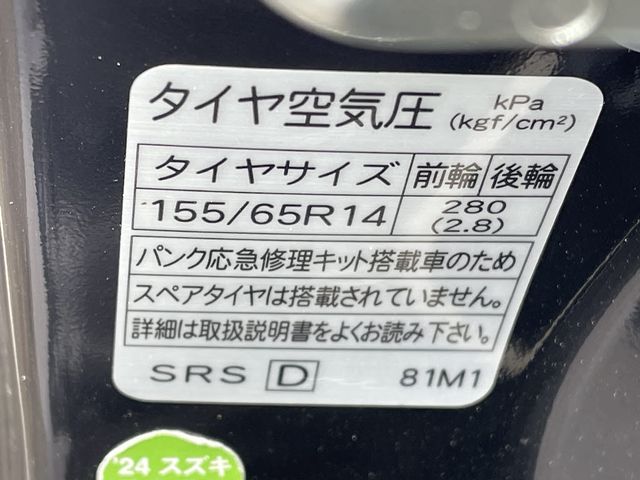 タイヤ空気圧 kPa (kgf/cm²)
タイヤサイズ 前輪 後輪
155/65R14 280 (2.8)
パンク応急修理キット搭載車のため
スペアタイヤは搭載されていません。
詳細は取扱説明書をよくお読み下さい。
SRS D 81M1
'24 スズキ